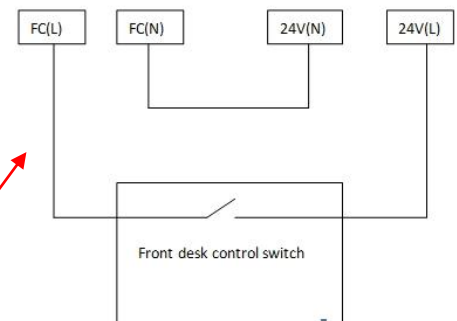 FC(L) FC(N) 24V(N) 24V(L)
Front desk control switch